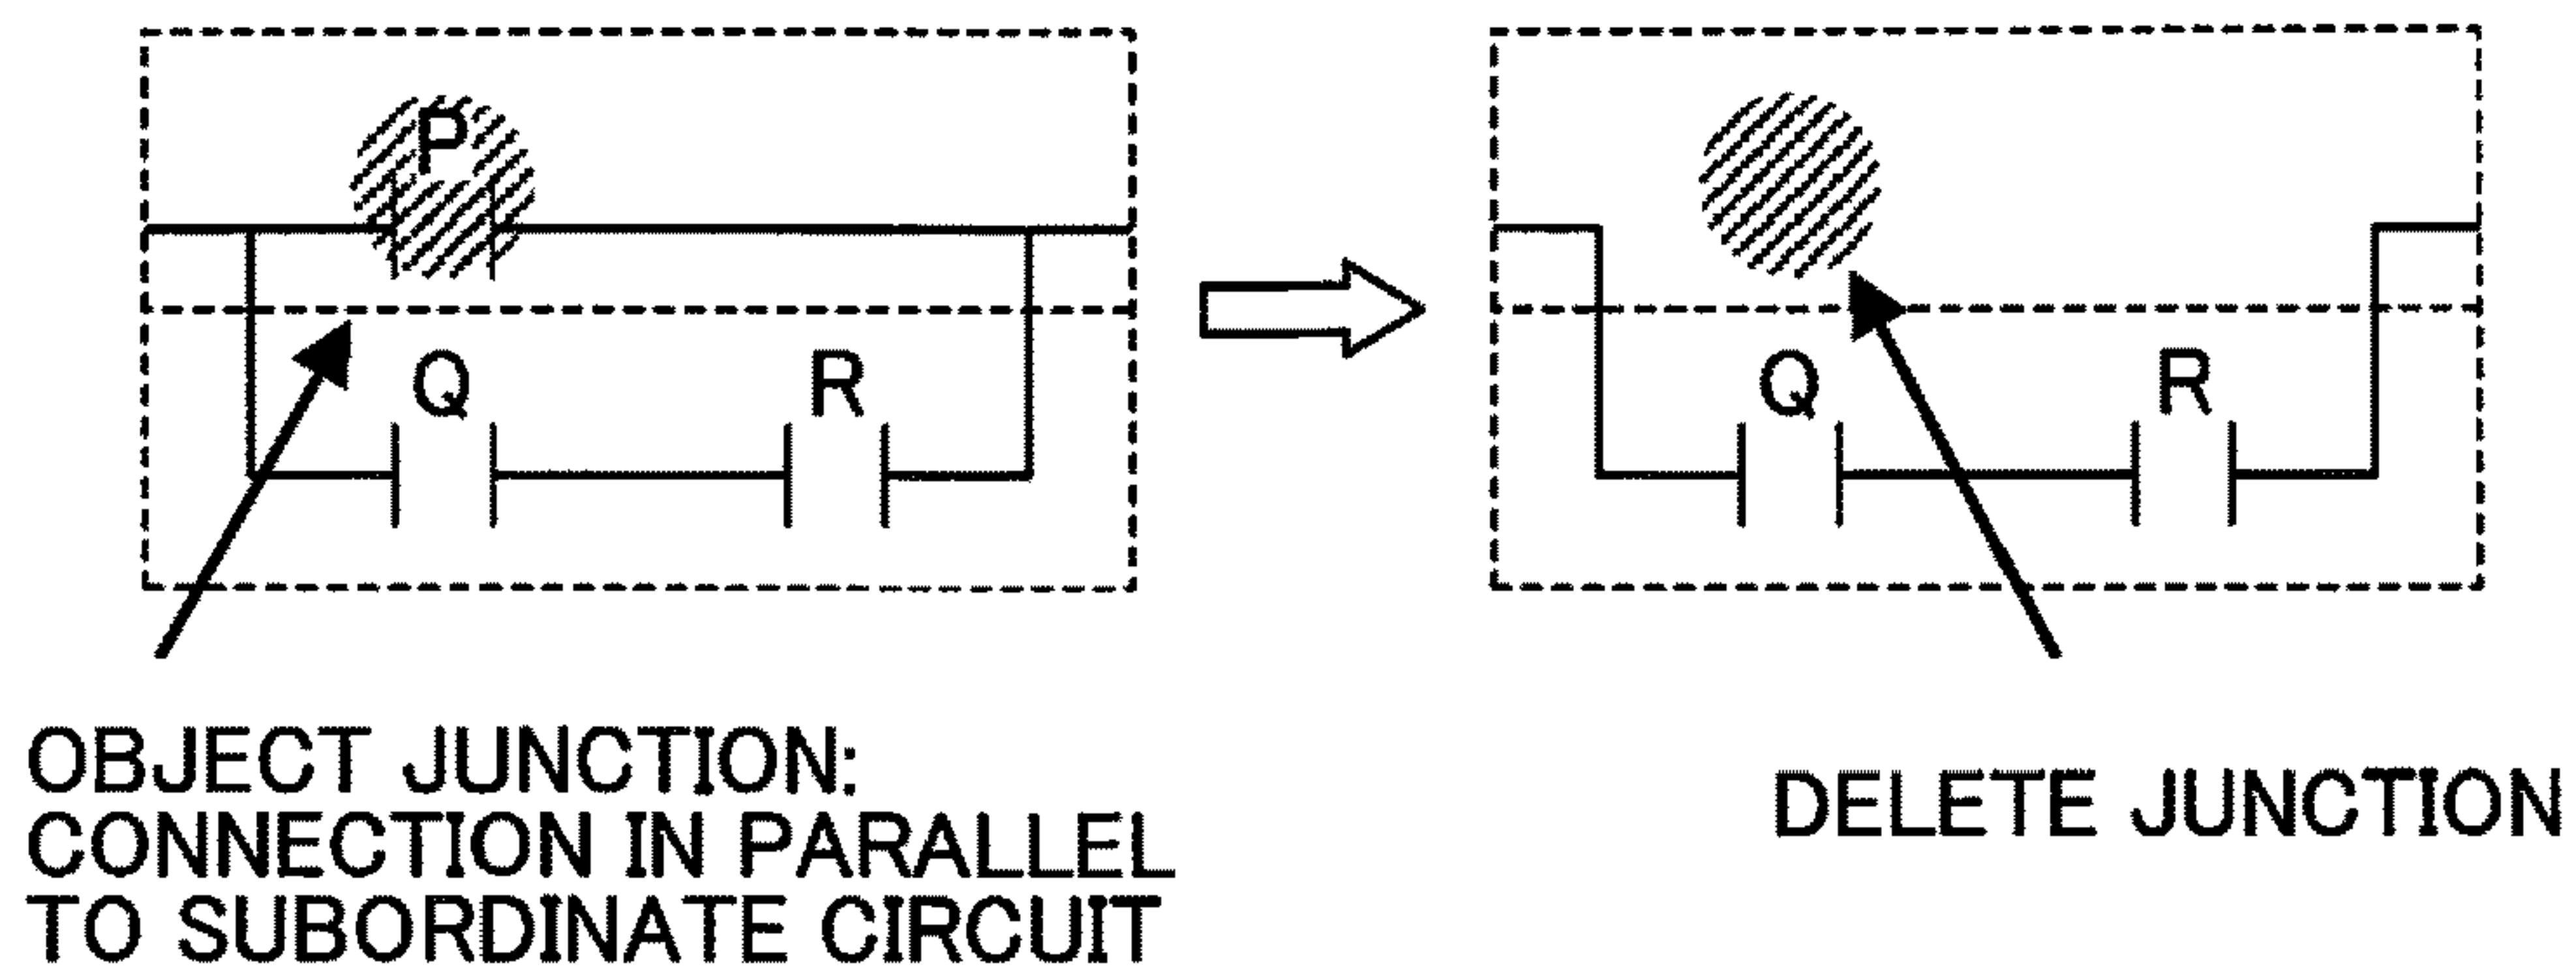 P
Q
R
Q
R
OBJECT JUNCTION:
CONNECTION IN PARALLEL
TO SUBORDINATE CIRCUIT
DELETE JUNCTION